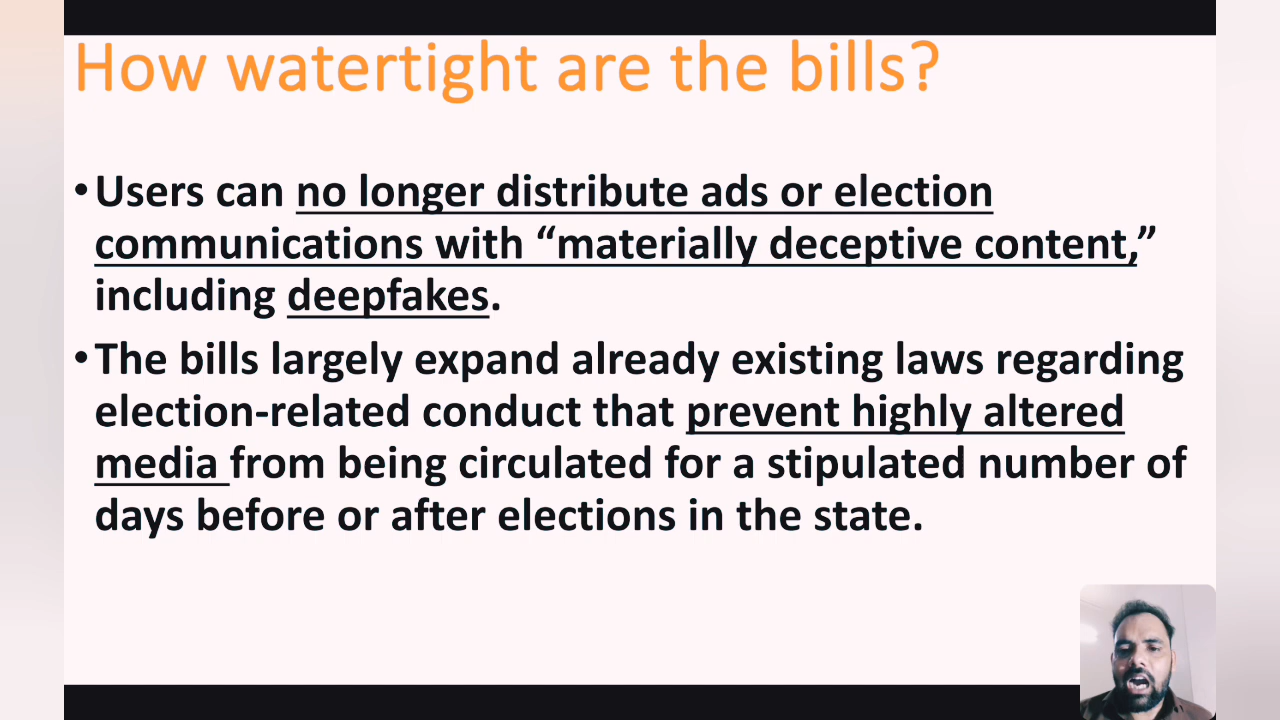 How watertight are the bills?
•Users can no longer distribute ads or election
communications with “materially deceptive content,”
including deepfakes.
•The bills largely expand already existing laws regarding
election-related conduct that prevent highly altered
media from being circulated for a stipulated number of
days before or after elections in the state.